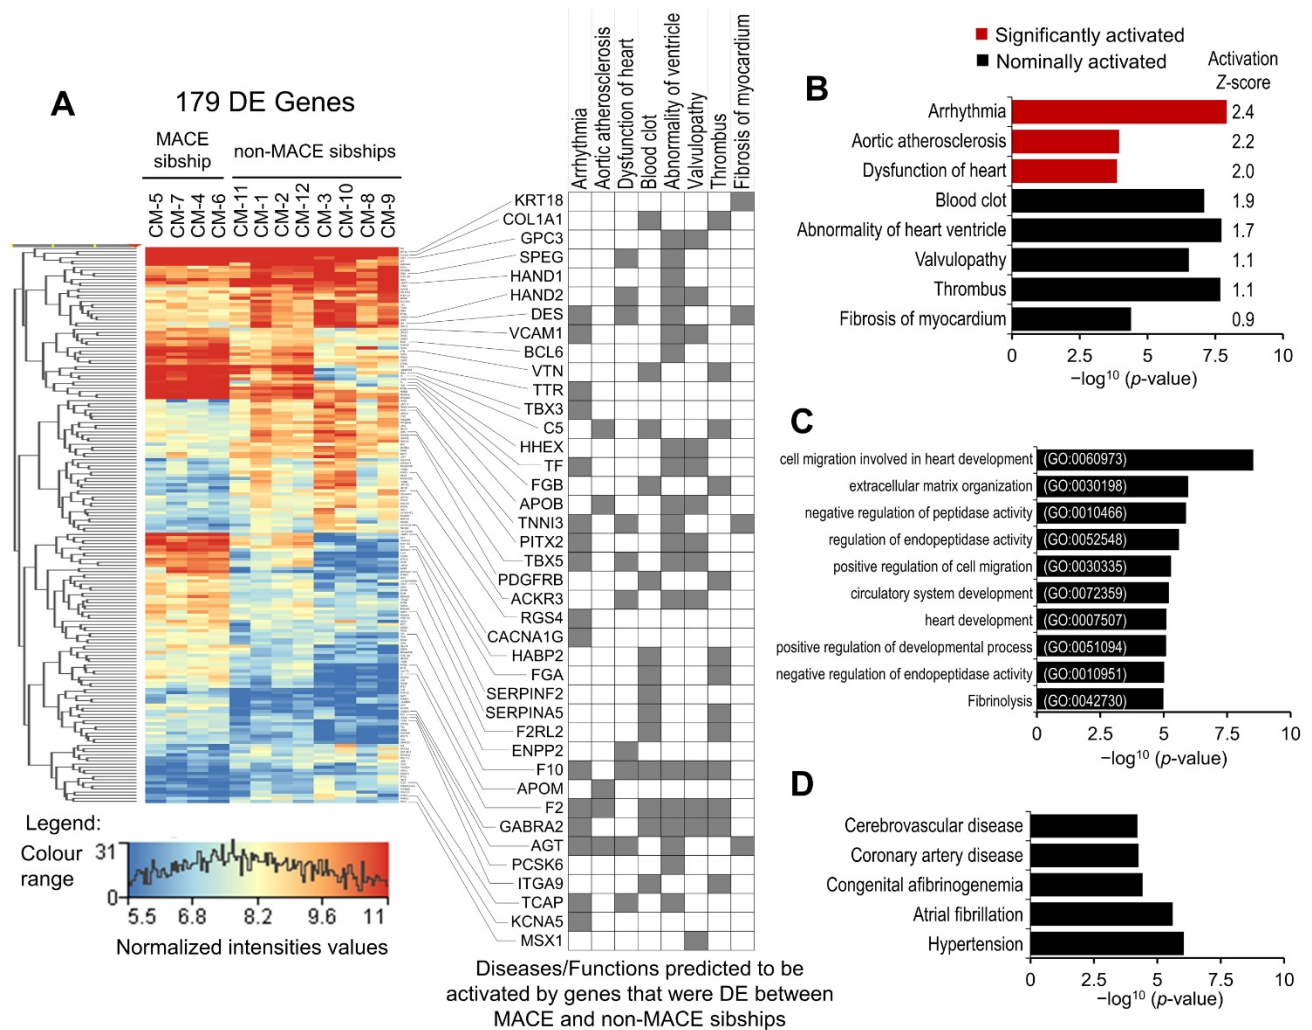 A
179 DE Genes
MACE
sibship
non-MACE sibships
CM-5
CM-7
CM-4
CM-6
CM-11
CM-1
CM-2
CM-12
CM-3
CM-10
CM-8
CM-9
Legend:
Colour
range
31
0
5.5 6.8 8.2 9.6 11
Normalized intensities values
Arrhythmia
Aortic atherosclerosis
Dysfunction of heart
Blood clot
Abnormality of ventricle
Valvulopathy
Thrombus
Fibrosis of myocardium
KRT18
COL1A1
GPC3
SPEG
HAND1
HAND2
DES
VCAM1
BCL6
VTN
TTR
TBX3
C5
HHEX
TF
FGB
APOB
TNNI3
PITX2
TBX5
PDGFRB
ACKR3
RGS4
CACNA1G
HABP2
FGA
SERPINF2
SERPINA5
F2RL2
ENPP2
F10
APOM
F2
GABRA2
AGT
PCSK6
ITGA9
TCAP
KCNA5
MSX1
Diseases/Functions predicted to be
activated by genes that were DE between
MACE and non-MACE sibships
B
Significantly activated
Nominally activated
Activation
Z-score
Arrhythmia 2.4
Aortic atherosclerosis 2.2
Dysfunction of heart 2.0
Blood clot 1.9
Abnormality of heart ventricle 1.7
Valvulopathy 1.1
Thrombus 1.1
Fibrosis of myocardium 0.9
0 2.5 5 7.5 10
−log¹⁰ (p-value)
C
cell migration involved in heart development (GO:0060973)
extracellular matrix organization (GO:0030198)
negative regulation of peptidase activity (GO:0010466)
regulation of endopeptidase activity (GO:0052548)
positive regulation of cell migration (GO:0030335)
circulatory system development (GO:0072359)
heart development (GO:0007507)
positive regulation of developmental process (GO:0051094)
negative regulation of endopeptidase activity (GO:0010951)
Fibrinolysis (GO:0042730)
0 2.5 5 7.5 10
−log¹⁰ (p-value)
D
Cerebrovascular disease
Coronary artery disease
Congenital afibrinogenemia
Atrial fibrillation
Hypertension
0 2.5 5 7.5 10
−log¹⁰ (p-value)